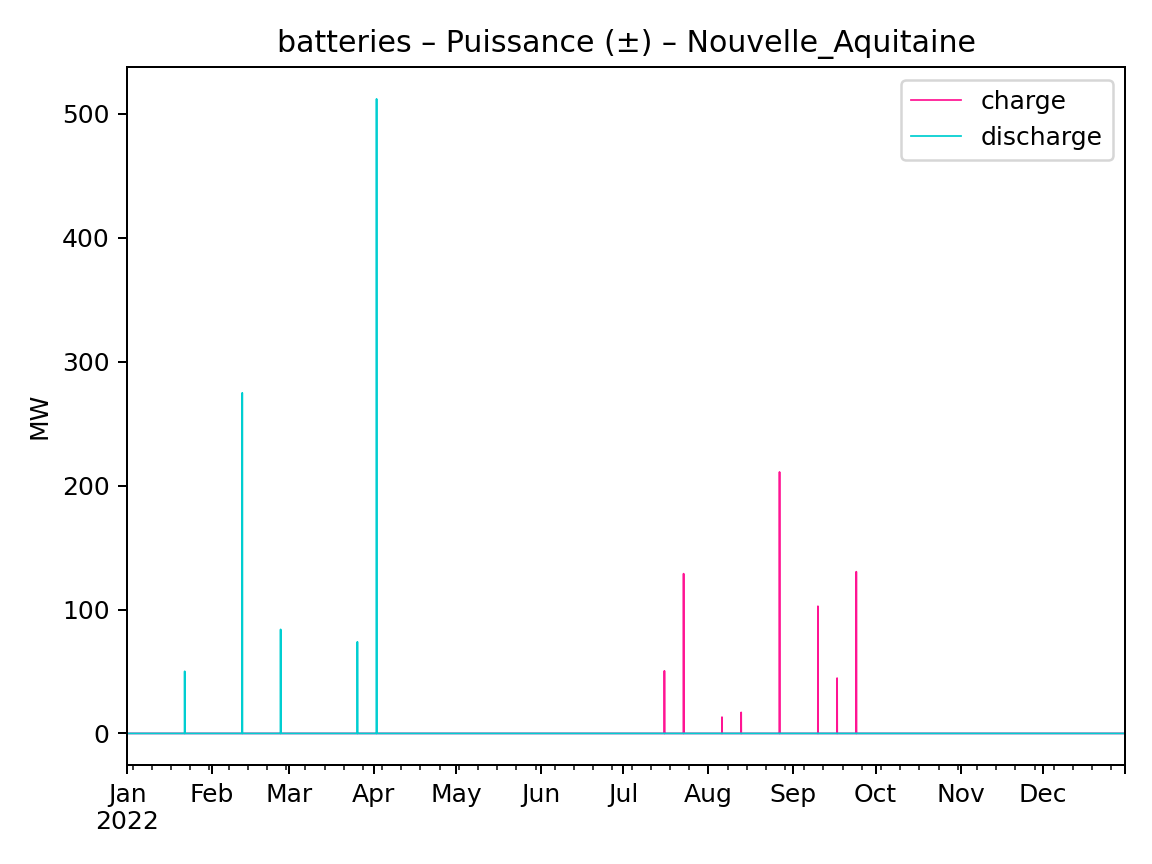 batteries – Puissance (±) – Nouvelle_Aquitaine
charge
discharge
500
400
300
200
100
0
MW
Jan Feb Mar Apr May Jun Jul Aug Sep Oct Nov Dec
2022